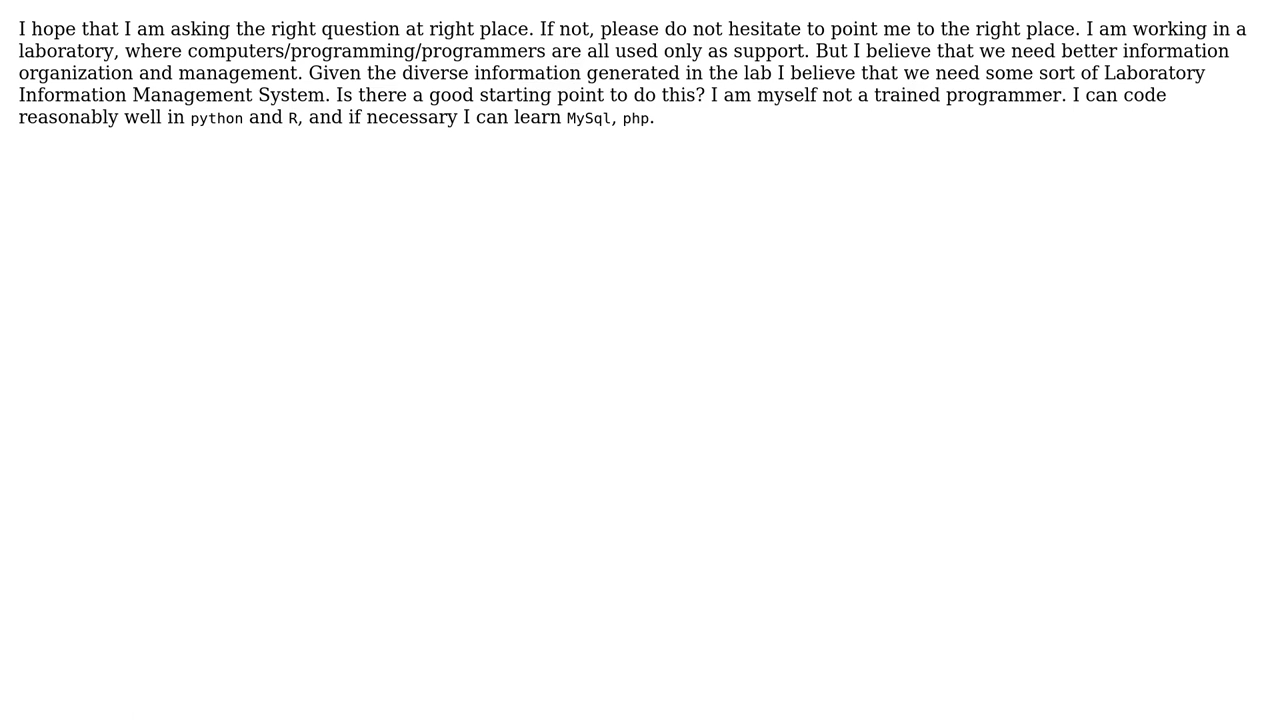 I hope that I am asking the right question at right place. If not, please do not hesitate to point me to the right place. I am working in a
laboratory, where computers/programming/programmers are all used only as support. But I believe that we need better information
organization and management. Given the diverse information generated in the lab I believe that we need some sort of Laboratory
Information Management System. Is there a good starting point to do this? I am myself not a trained programmer. I can code
reasonably well in python and R, and if necessary I can learn MySql, php.